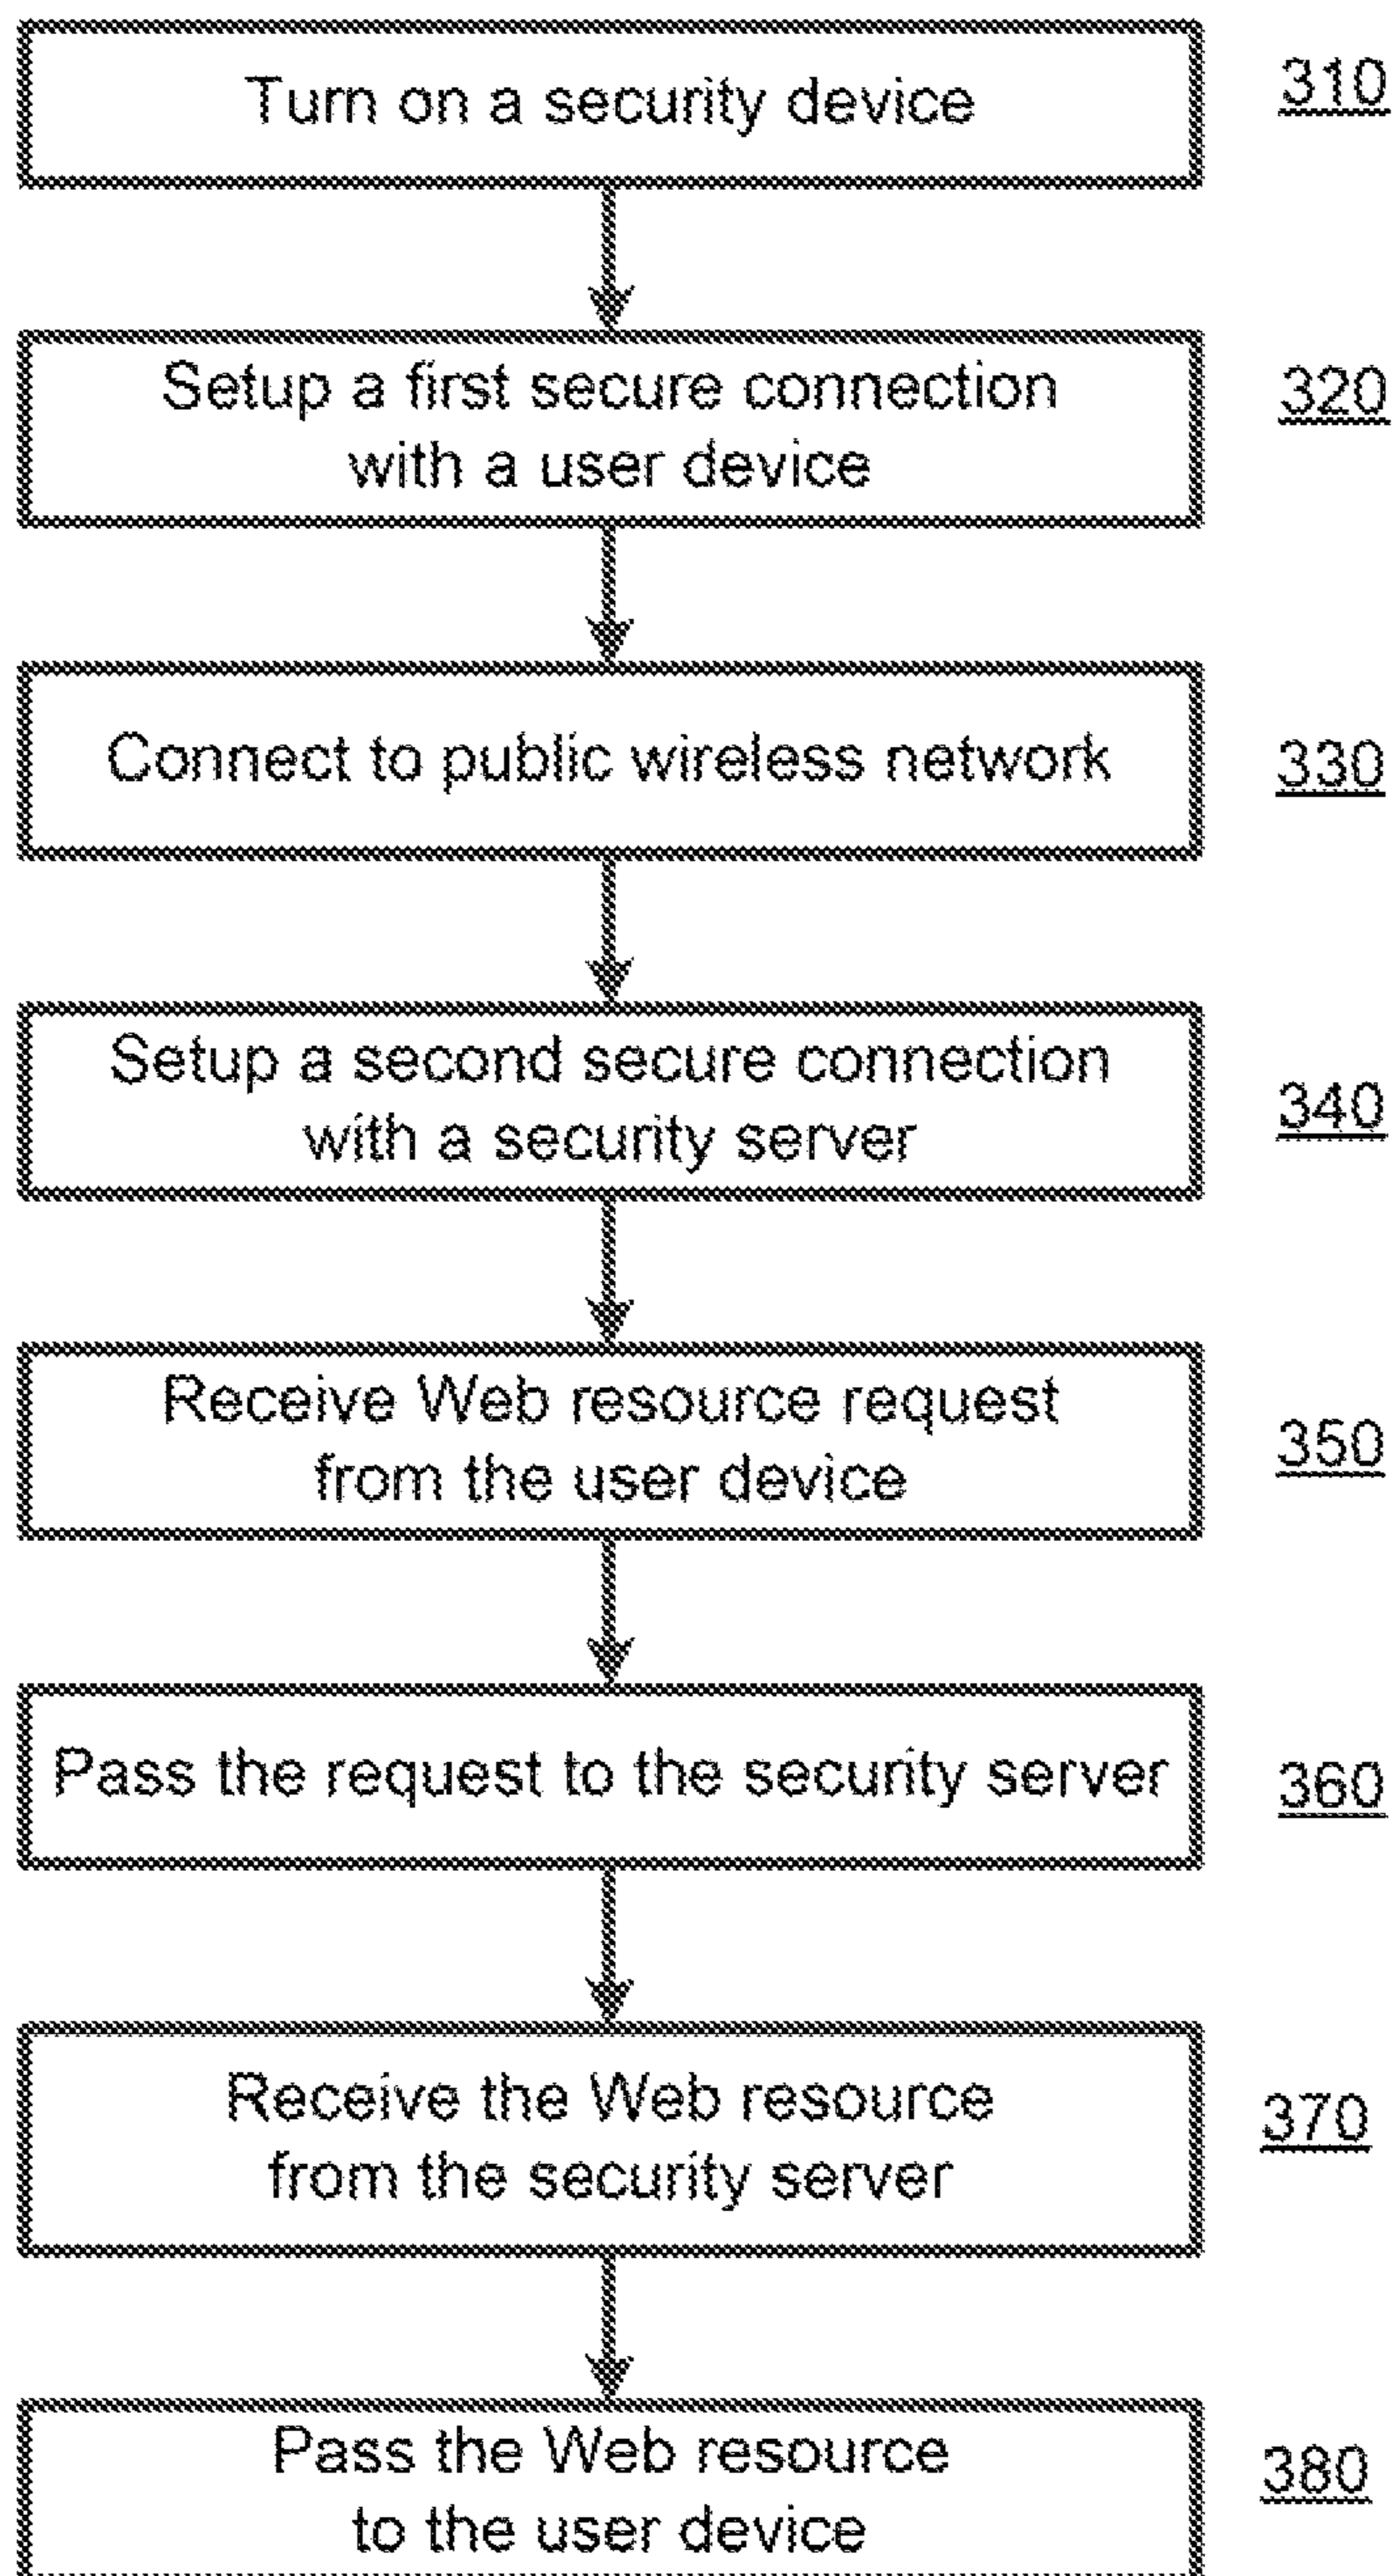 Turn on a security device
310
Setup a first secure connection
with a user device
320
Connect to public wireless network
330
Setup a second secure connection
with a security server
340
Receive Web resource request
from the user device
350
Pass the request to the security server
360
Receive the Web resource
from the security server
370
Pass the Web resource
to the user device
380